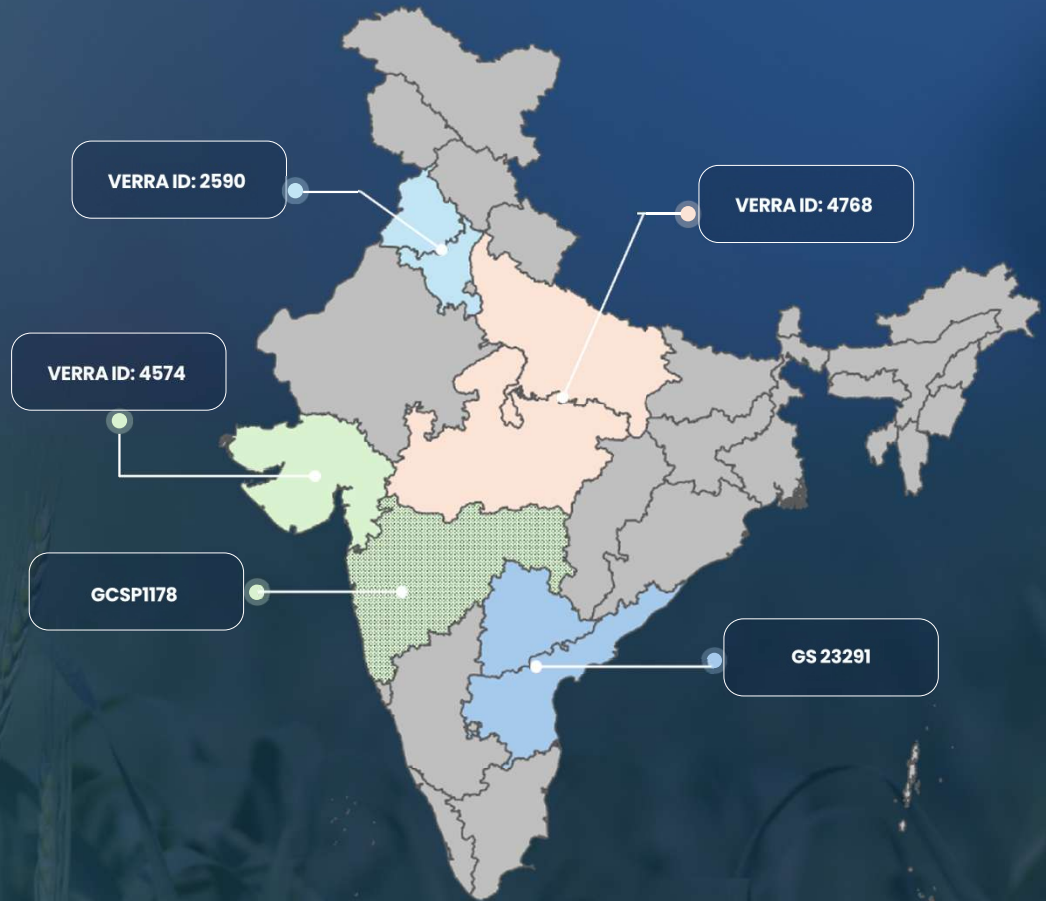 VERRA ID: 2590
VERRA ID: 4768
VERRA ID: 4574
GCSP1178
GS 23291